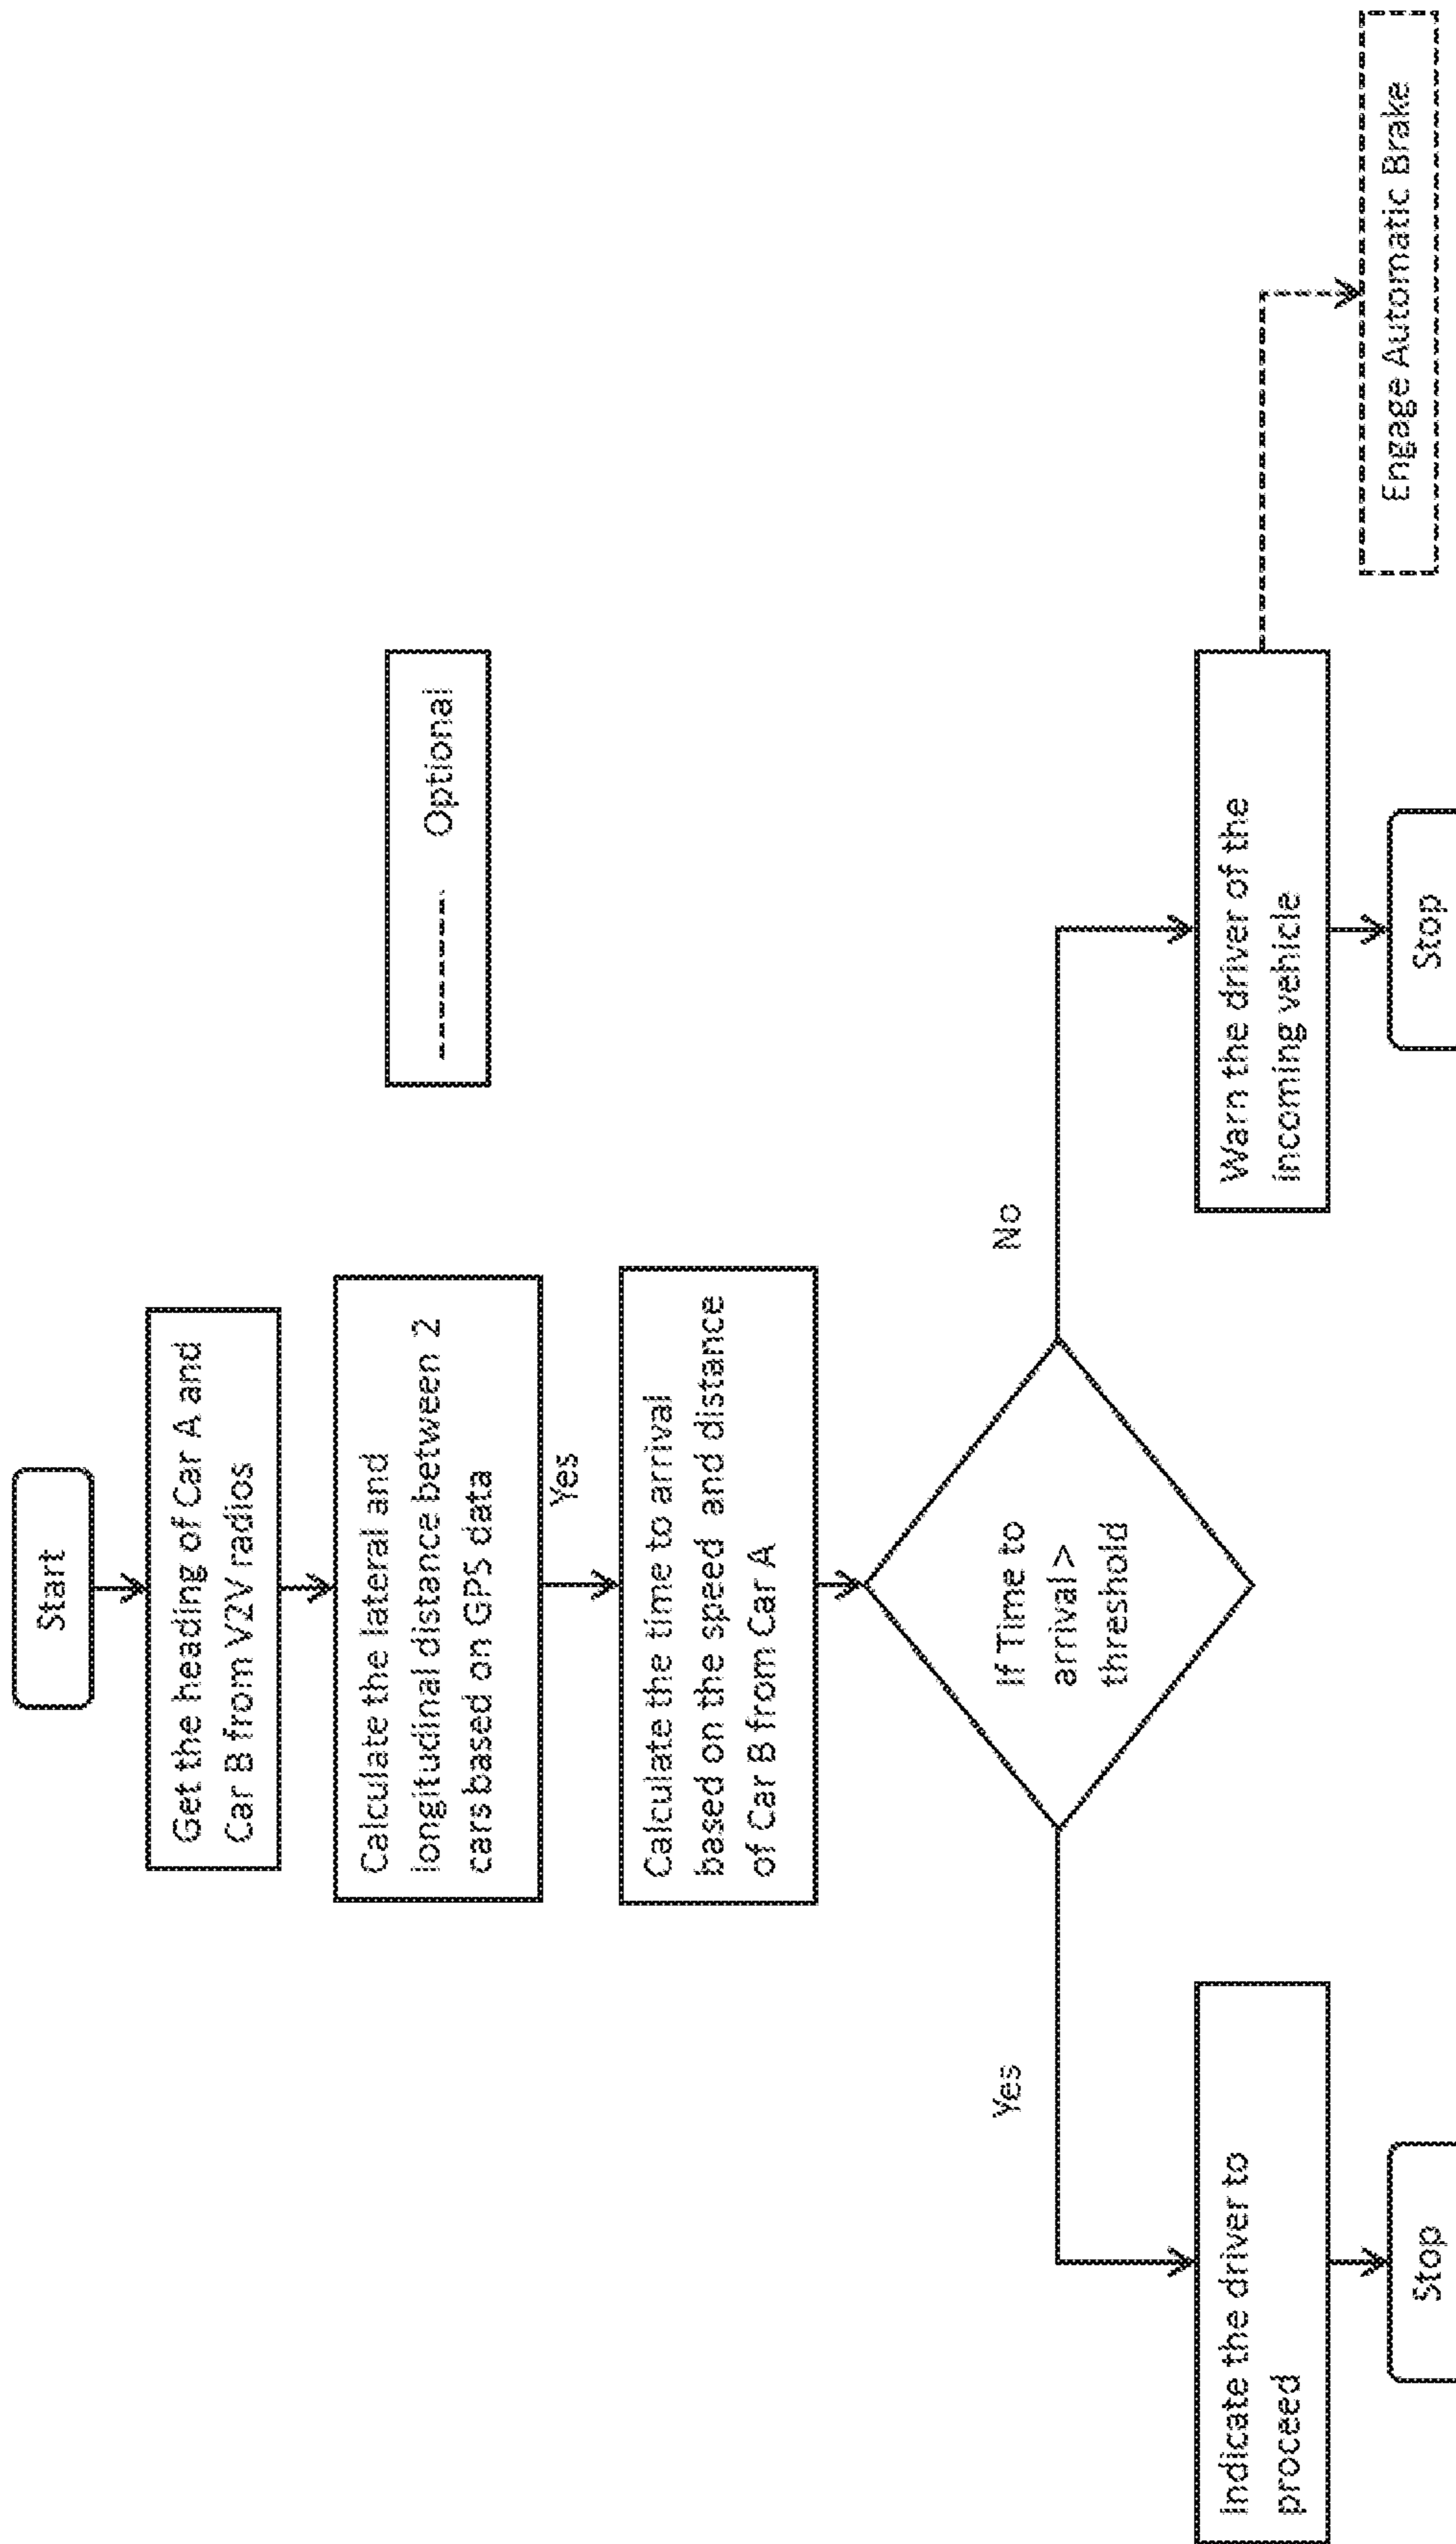 Start
Get the heading of Car A and
Car B from V2V radios
Calculate the lateral and
longitudinal distance between 2
cars based on GPS data
Yes
Calculate the time to arrival
based on the speed and distance
of Car B from Car A
Optional
If Time to
arrival >
threshold
Yes
No
Indicate the driver to
proceed
Warn the driver of the
incoming vehicle
Engage Automatic Brake
Stop
Stop